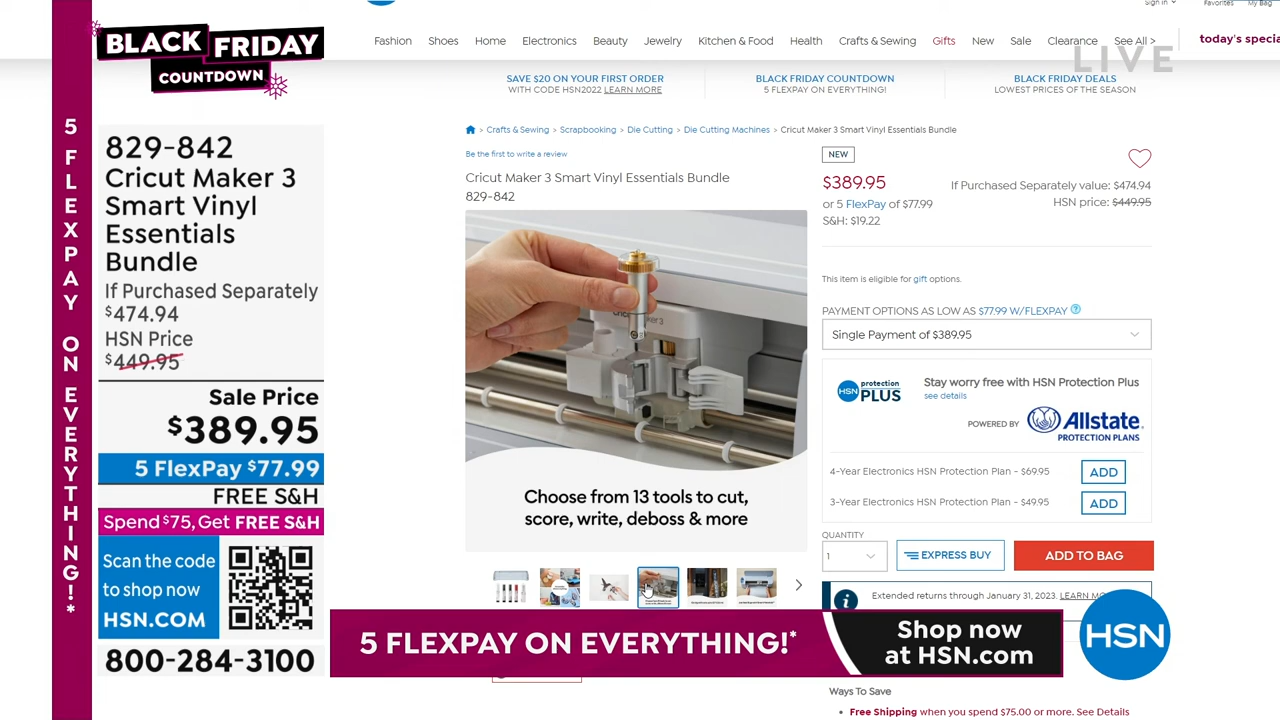 BLACK FRIDAY
COUNTDOWN
5 FLEXPAY ON EVERYTHING!*
829-842
Cricut Maker 3
Smart Vinyl
Essentials
Bundle
If Purchased Separately
$474.94
HSN Price
$449.95
Sale Price
$389.95
5 FlexPay $77.99
FREE S&H
Spend $75, Get FREE S&H
Scan the code
to shop now
HSN.COM
800-284-3100
Sign in
Favorites
My Bag
Fashion Shoes Home Electronics Beauty Jewelry Kitchen & Food Health Crafts & Sewing Gifts New Sale Clearance See All >
today's specia
LIVE
SAVE $20 ON YOUR FIRST ORDER
WITH CODE HSN2022 LEARN MORE
BLACK FRIDAY COUNTDOWN
5 FLEXPAY ON EVERYTHING!
BLACK FRIDAY DEALS
LOWEST PRICES OF THE SEASON
> Crafts & Sewing > Scrapbooking > Die Cutting > Die Cutting Machines > Cricut Maker 3 Smart Vinyl Essentials Bundle
Be the first to write a review
Cricut Maker 3 Smart Vinyl Essentials Bundle
829-842
Choose from 13 tools to cut,
score, write, deboss & more
NEW
$389.95
If Purchased Separately value: $474.94
or 5 FlexPay of $77.99
HSN price: $449.95
S&H: $19.22
This item is eligible for gift options.
PAYMENT OPTIONS AS LOW AS $77.99 W/FLEXPAY ?
Single Payment of $389.95
HSN protection PLUS
Stay worry free with HSN Protection Plus
see details
POWERED BY Allstate
PROTECTION PLANS
4-Year Electronics HSN Protection Plan - $69.95 ADD
3-Year Electronics HSN Protection Plan - $49.95 ADD
QUANTITY
1
EXPRESS BUY
ADD TO BAG
Extended returns through January 31, 2023. LEARN MO
5 FLEXPAY ON EVERYTHING!*
Shop now
at HSN.com
HSN
Ways To Save
• Free Shipping when you spend $75.00 or more. See Details